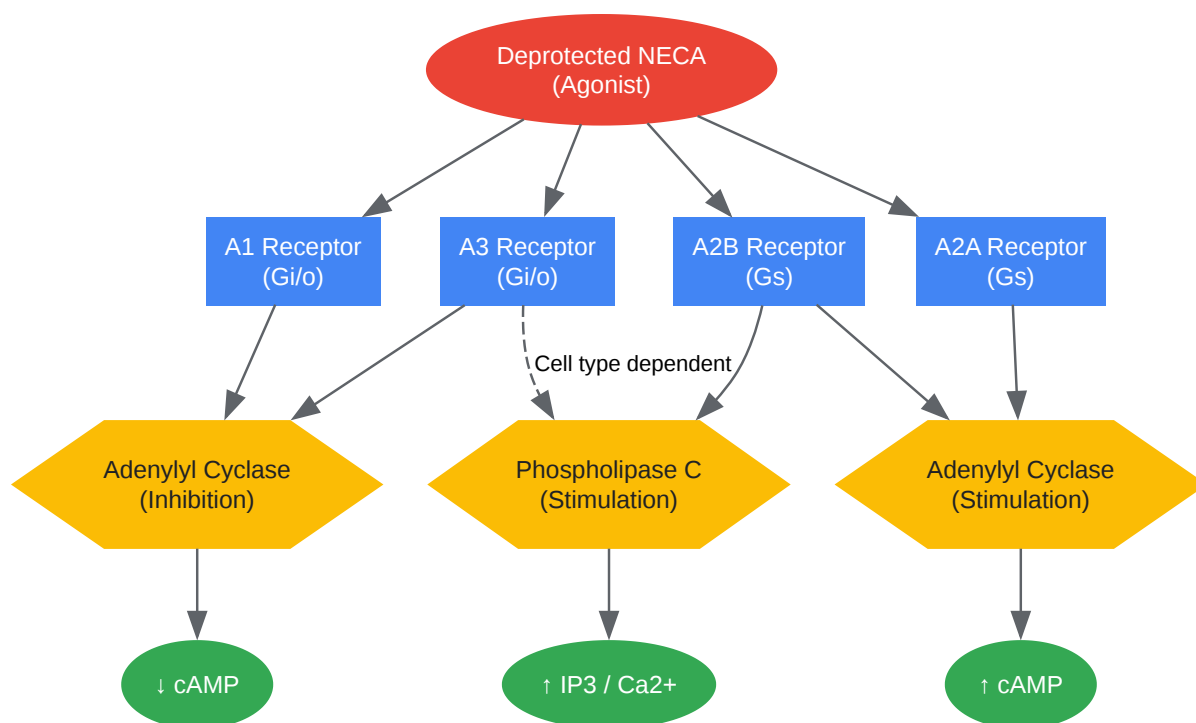 Deprotected NECA
(Agonist)
A1 Receptor
(Gi/o)
A3 Receptor
(Gi/o)
A2B Receptor
(Gs)
A2A Receptor
(Gs)
Cell type dependent
Adenylyl Cyclase
(Inhibition)
Phospholipase C
(Stimulation)
Adenylyl Cyclase
(Stimulation)
↓ cAMP
↑ IP3 / Ca2+
↑ cAMP